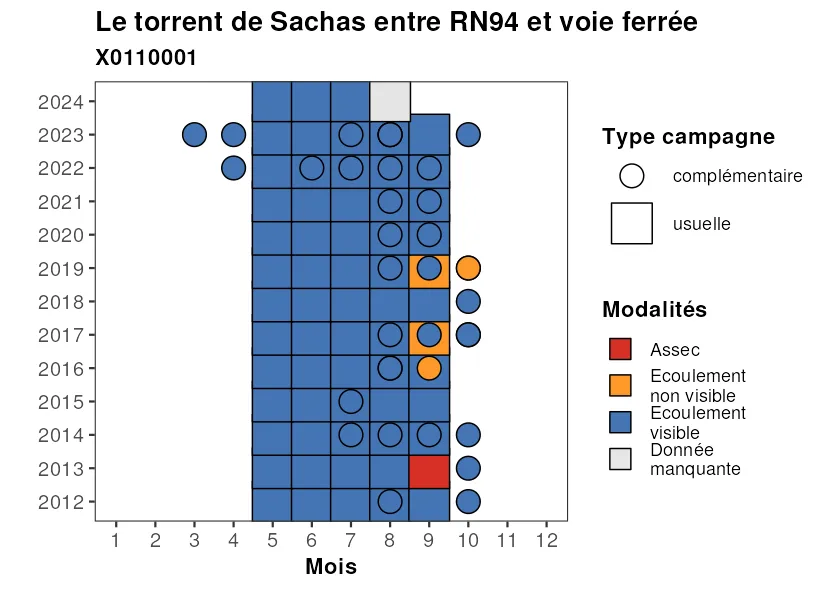 Le torrent de Sachas entre RN94 et voie ferrée
X0110001
2024
2023
2022
2021
2020
2019
2018
2017
2016
2015
2014
2013
2012
1 2 3 4 5 6 7 8 9 10 11 12
Mois
Type campagne
complémentaire
usuelle
Modalités
Assec
Ecoulement
non visible
Ecoulement
visible
Donnée
manquante